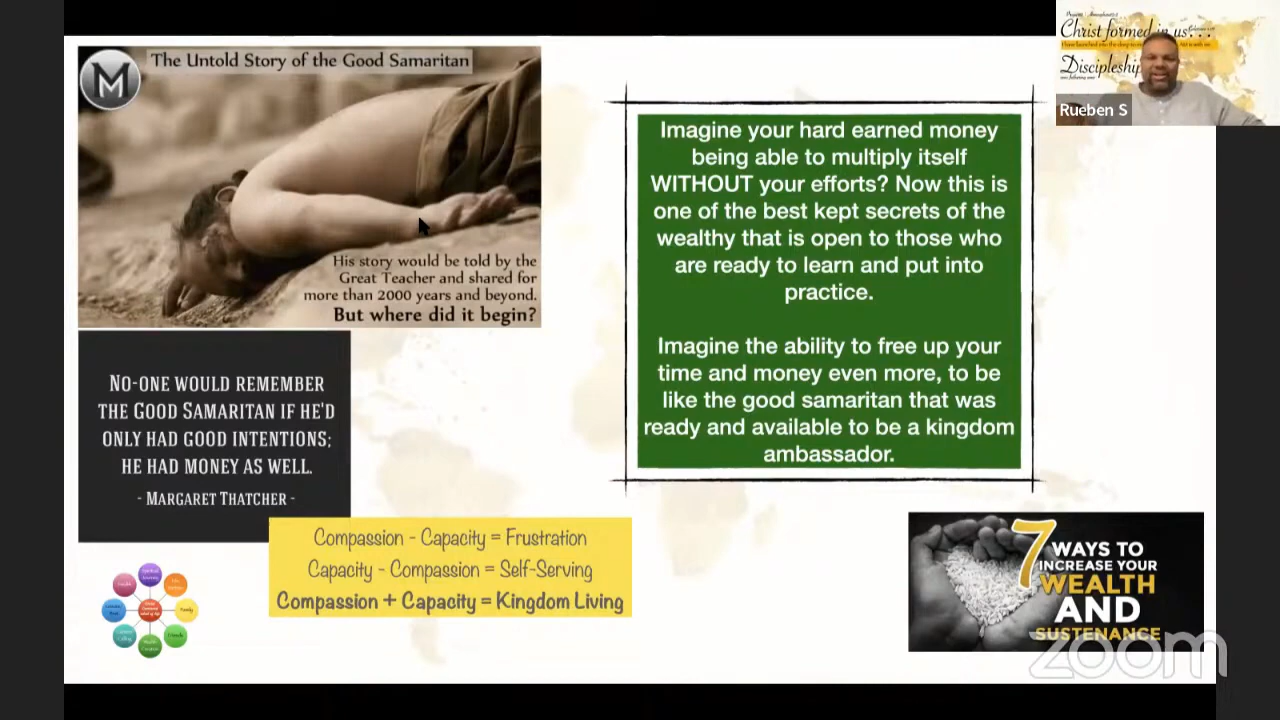 M
The Untold Story of the Good Samaritan
His story would be told by the
Great Teacher and shared for
more than 2000 years and beyond.
But where did it begin?
No-one would remember
the Good Samaritan if he'd
only had good intentions;
he had money as well.
- Margaret Thatcher -
Compassion - Capacity = Frustration
Capacity - Compassion = Self-Serving
Compassion + Capacity = Kingdom Living
Imagine your hard earned money
being able to multiply itself
WITHOUT your efforts? Now this is
one of the best kept secrets of the
wealthy that is open to those who
are ready to learn and put into
practice.
Imagine the ability to free up your
time and money even more, to be
like the good samaritan that was
ready and available to be a kingdom
ambassador.
7 WAYS TO
INCREASE YOUR
WEALTH
AND
SUSTENANCE
zoom
Christ formed in us...
Discipleship
Rueben S
Health
Family
Friends